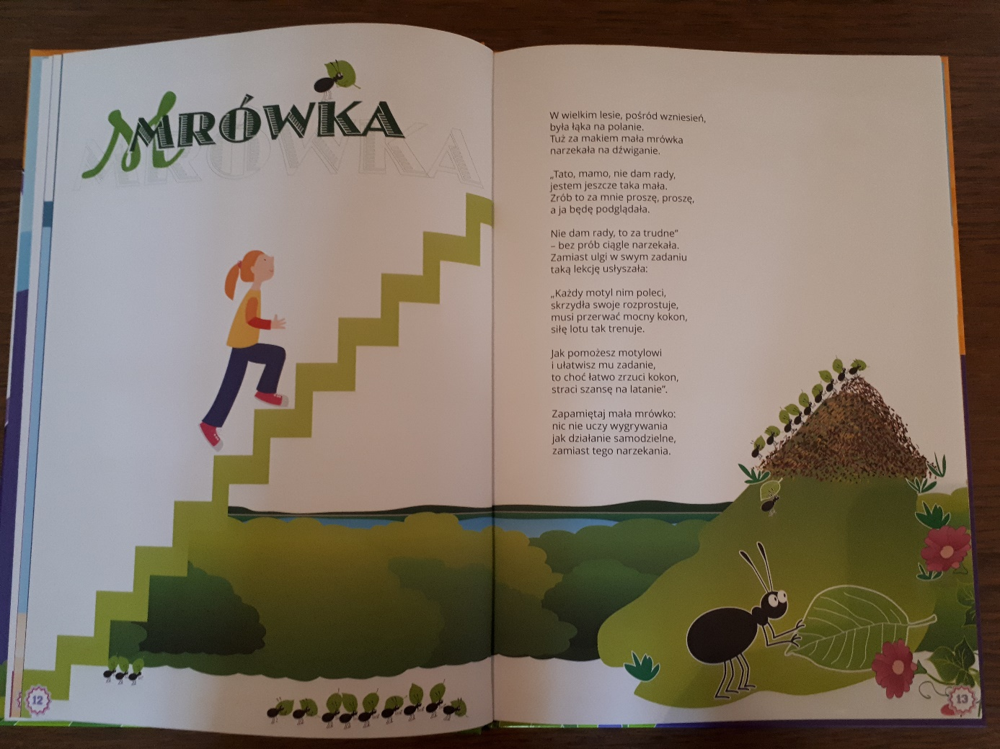 M
MRÓWKA
W wielkim lesie, pośród wzniesień,
była łąka na polanie.
Tuż za makiem mała mrówka
narzekała na dźwiganie.
„Tato, mamo, nie dam rady,
jestem jeszcze taka mała.
Zrób to za mnie proszę, proszę,
a ja będę podglądała.
Nie dam rady, to za trudne”
– bez prób ciągle narzekała.
Zamiast ulgi w swym zadaniu
taką lekcję usłyszała:
„Każdy motyl nim poleci,
skrzydła swoje rozprostuje,
musi przerwać mocny kokon,
siłę lotu tak trenuje.
Jak pomożesz motylowi
i ułatwisz mu zadanie,
to choć łatwo zrzuci kokon,
straci szansę na latanie”.
Zapamiętaj mała mrówko:
nic nie uczy wygrywania
jak działanie samodzielne,
zamiast tego narzekania.
12
13